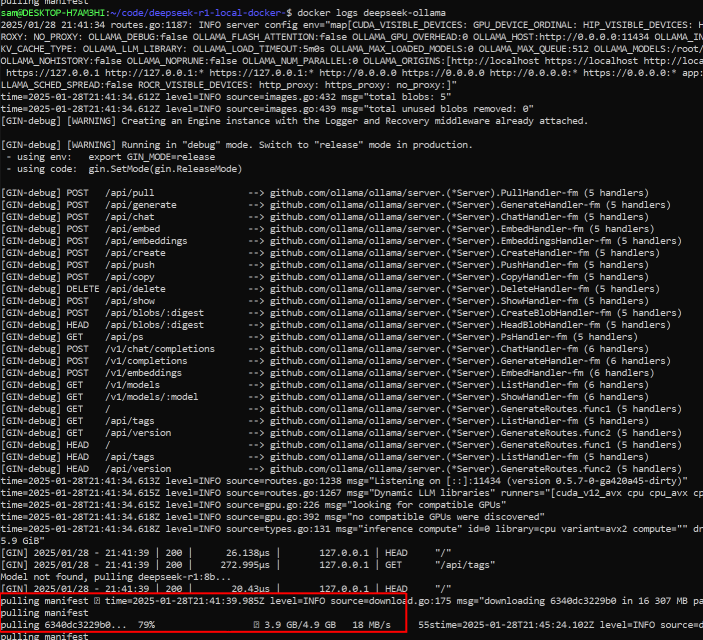 pulling manifest
sam@DESKTOP-H7AM3HI:~/code/deepseek-r1-local-docker-$ docker logs deepseek-ollama
2025/01/28 21:41:34 routes.go:1187: INFO server config env="map[CUDA_VISIBLE_DEVICES: GPU_DEVICE_ORDINAL: HIP_VISIBLE_DEVICES: H
ROXY: NO_PROXY: OLLAMA_DEBUG:false OLLAMA_FLASH_ATTENTION:false OLLAMA_GPU_OVERHEAD:0 OLLAMA_HOST:http://0.0.0.0:11434 OLLAMA_IN
KV_CACHE_TYPE: OLLAMA_LLM_LIBRARY: OLLAMA_LOAD_TIMEOUT:5m0s OLLAMA_MAX_LOADED_MODELS:0 OLLAMA_MAX_QUEUE:512 OLLAMA_MODELS:/root/
OLLAMA_NOHISTORY:false OLLAMA_NOPRUNE:false OLLAMA_NUM_PARALLEL:0 OLLAMA_ORIGINS:[http://localhost https://localhost http://loca
https://127.0.0.1 http://127.0.0.1:* https://127.0.0.1:* http://0.0.0.0 https://0.0.0.0 http://0.0.0.0:* https://0.0.0.0:* app:
LLAMA_SCHED_SPREAD:false ROCR_VISIBLE_DEVICES: http_proxy: https_proxy: no_proxy:]"
time=2025-01-28T21:41:34.612Z level=INFO source=images.go:432 msg="total blobs: 5"
time=2025-01-28T21:41:34.612Z level=INFO source=images.go:439 msg="total unused blobs removed: 0"
[GIN-debug] [WARNING] Creating an Engine instance with the Logger and Recovery middleware already attached.
[GIN-debug] [WARNING] Running in "debug" mode. Switch to "release" mode in production.
- using env: export GIN_MODE=release
- using code: gin.SetMode(gin.ReleaseMode)
[GIN-debug] POST /api/pull --> github.com/ollama/ollama/server.(*Server).PullHandler-fm (5 handlers)
[GIN-debug] POST /api/generate --> github.com/ollama/ollama/server.(*Server).GenerateHandler-fm (5 handlers)
[GIN-debug] POST /api/chat --> github.com/ollama/ollama/server.(*Server).ChatHandler-fm (5 handlers)
[GIN-debug] POST /api/embed --> github.com/ollama/ollama/server.(*Server).EmbedHandler-fm (5 handlers)
[GIN-debug] POST /api/embeddings --> github.com/ollama/ollama/server.(*Server).EmbeddingsHandler-fm (5 handlers)
[GIN-debug] POST /api/create --> github.com/ollama/ollama/server.(*Server).CreateHandler-fm (5 handlers)
[GIN-debug] POST /api/push --> github.com/ollama/ollama/server.(*Server).PushHandler-fm (5 handlers)
[GIN-debug] POST /api/copy --> github.com/ollama/ollama/server.(*Server).CopyHandler-fm (5 handlers)
[GIN-debug] DELETE /api/delete --> github.com/ollama/ollama/server.(*Server).DeleteHandler-fm (5 handlers)
[GIN-debug] POST /api/show --> github.com/ollama/ollama/server.(*Server).ShowHandler-fm (5 handlers)
[GIN-debug] POST /api/blobs/:digest --> github.com/ollama/ollama/server.(*Server).CreateBlobHandler-fm (5 handlers)
[GIN-debug] HEAD /api/blobs/:digest --> github.com/ollama/ollama/server.(*Server).HeadBlobHandler-fm (5 handlers)
[GIN-debug] GET /api/ps --> github.com/ollama/ollama/server.(*Server).PsHandler-fm (5 handlers)
[GIN-debug] POST /v1/chat/completions --> github.com/ollama/ollama/server.(*Server).ChatHandler-fm (6 handlers)
[GIN-debug] POST /v1/completions --> github.com/ollama/ollama/server.(*Server).GenerateHandler-fm (6 handlers)
[GIN-debug] POST /v1/embeddings --> github.com/ollama/ollama/server.(*Server).EmbedHandler-fm (6 handlers)
[GIN-debug] GET /v1/models --> github.com/ollama/ollama/server.(*Server).ListHandler-fm (6 handlers)
[GIN-debug] GET /v1/models/:model --> github.com/ollama/ollama/server.(*Server).ShowHandler-fm (6 handlers)
[GIN-debug] GET / --> github.com/ollama/ollama/server.(*Server).GenerateRoutes.func1 (5 handlers)
[GIN-debug] GET /api/tags --> github.com/ollama/ollama/server.(*Server).ListHandler-fm (5 handlers)
[GIN-debug] GET /api/version --> github.com/ollama/ollama/server.(*Server).GenerateRoutes.func2 (5 handlers)
[GIN-debug] HEAD / --> github.com/ollama/ollama/server.(*Server).GenerateRoutes.func1 (5 handlers)
[GIN-debug] HEAD /api/tags --> github.com/ollama/ollama/server.(*Server).ListHandler-fm (5 handlers)
[GIN-debug] HEAD /api/version --> github.com/ollama/ollama/server.(*Server).GenerateRoutes.func2 (5 handlers)
time=2025-01-28T21:41:34.613Z level=INFO source=routes.go:1238 msg="Listening on [::]:11434 (version 0.5.7-0-ga420a45-dirty)"
time=2025-01-28T21:41:34.615Z level=INFO source=routes.go:1267 msg="Dynamic LLM libraries" runners="[cuda_v12_avx cpu cpu_avx cp
time=2025-01-28T21:41:34.615Z level=INFO source=gpu.go:226 msg="looking for compatible GPUs"
time=2025-01-28T21:41:34.618Z level=INFO source=gpu.go:392 msg="no compatible GPUs were discovered"
time=2025-01-28T21:41:34.618Z level=INFO source=types.go:131 msg="inference compute" id=0 library=cpu variant=avx2 compute="" dr
5.9 GiB"
[GIN] 2025/01/28 - 21:41:39 | 200 | 26.138µs | 127.0.0.1 | HEAD "/"
[GIN] 2025/01/28 - 21:41:39 | 200 | 272.995µs | 127.0.0.1 | GET "/api/tags"
Model not found, pulling deepseek-r1:8b...
[GIN] 2025/01/28 - 21:41:39 | 200 | 20.43µs | 127.0.0.1 | HEAD "/"
pulling manifest time=2025-01-28T21:41:39.985Z level=INFO source=download.go:175 msg="downloading 6340dc3229b0 in 16 307 MB pa
pulling manifest
pulling 6340dc3229b0... 79% 3.9 GB/4.9 GB 18 MB/s 55stime=2025-01-28T21:45:24.102Z level=INFO source=d
pulling manifest